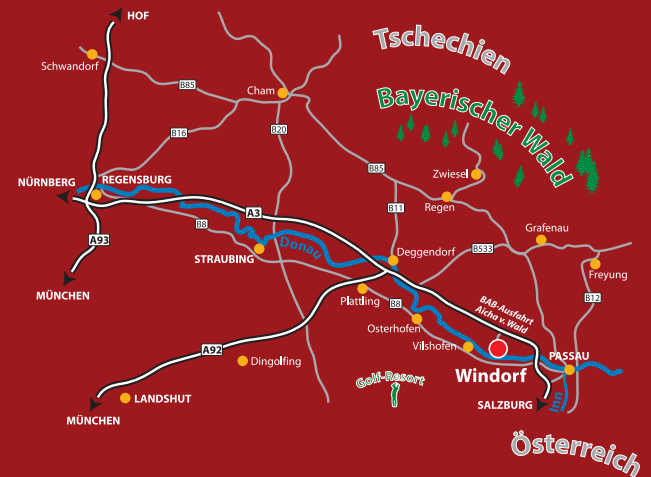 HOF
Tschechien
Schwandorf
B85
Cham
Bayerischer Wald
B16
B20
B85
Zwiesel
NÜRNBERG
REGENSBURG
Regen
A3
B11
B8
Grafenau
A93
Donau
B533
STRAUBING
Deggendorf
Freyung
MÜNCHEN
Plattling
B8
B12
BAB-Ausfahrt
Aicha v. Wald
Osterhofen
Vilshofen
A92
PASSAU
Dingolfing
Windorf
Golf-Resort
LANDSHUT
SALZBURG
Inn
MÜNCHEN
Österreich